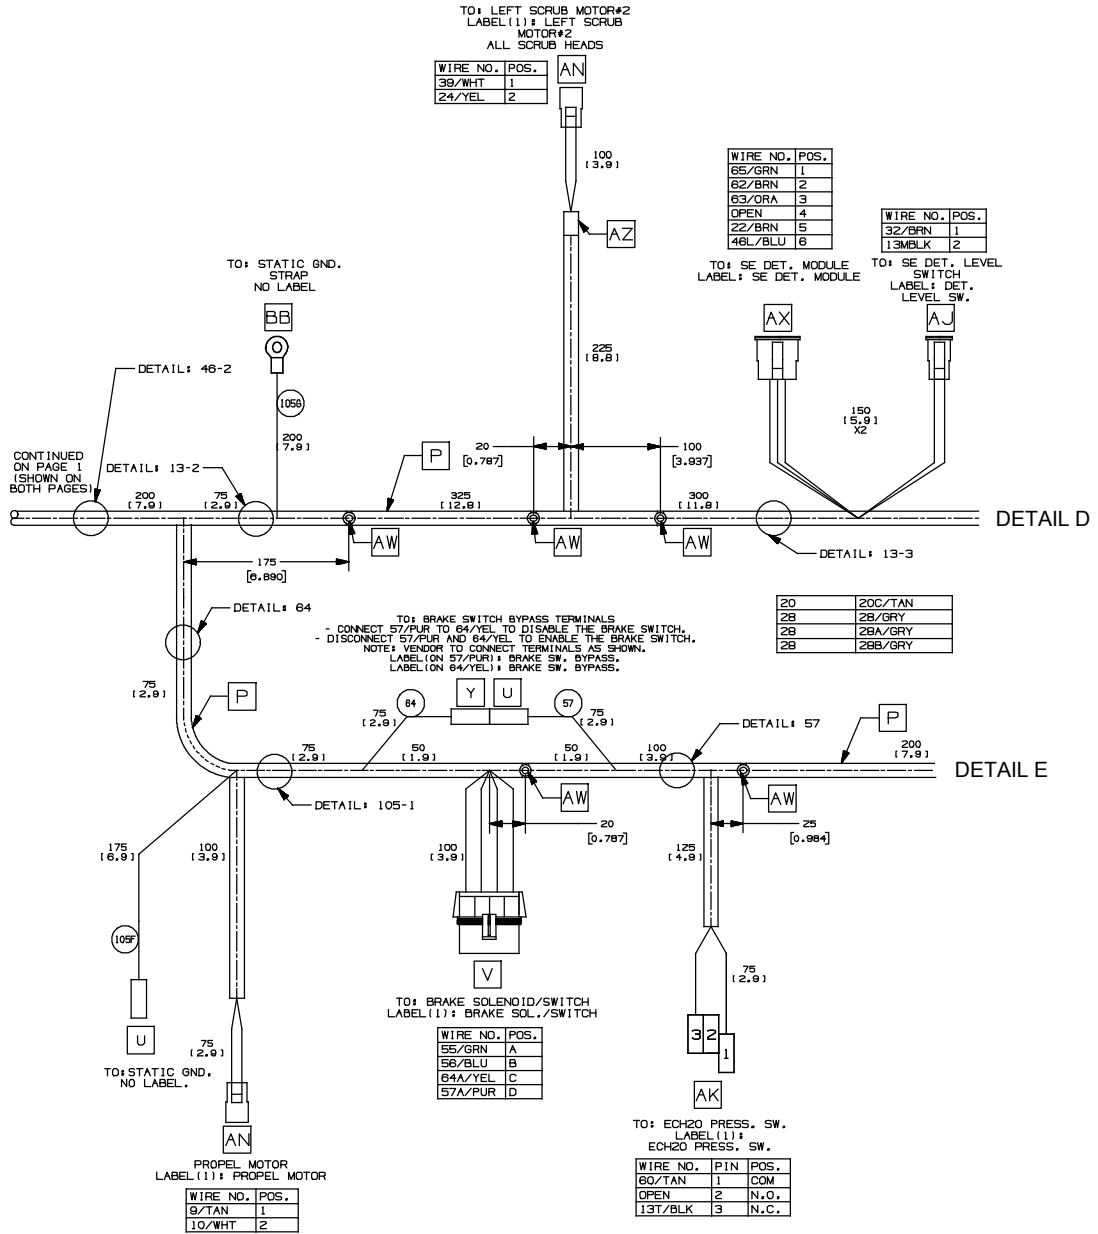 TO: LEFT SCRUB MOTOR#2
LABEL(1): LEFT SCRUB
MOTOR#2
ALL SCRUB HEADS
WIRE NO. POS.
39/WHT 1
24/YEL 2
AN
100
[3.9]
AZ
225
[8.8]
WIRE NO. POS.
65/GRN 1
62/BRN 2
63/ORA 3
OPEN 4
22/BRN 5
46L/BLU 6
TO: SE DET. MODULE
LABEL: SE DET. MODULE
AX
WIRE NO. POS.
32/BRN 1
13MBLK 2
TO: SE DET. LEVEL
SWITCH
LABEL: DET.
LEVEL SW.
AJ
150
[5.9]
X2
TO: STATIC GND.
STRAP
NO LABEL
BB
105G
200
[7.9]
DETAIL: 46-2
CONTINUED
ON PAGE 1
(SHOWN ON
BOTH PAGES)
DETAIL: 13-2
P
20
[0.787]
100
[3.937]
200
[7.9]
75
[2.9]
325
[12.8]
300
[11.8]
DETAIL D
AW
AW
AW
DETAIL: 13-3
175
[6.890]
DETAIL: 64
20 20C/TAN
28 28/GRY
28 28A/GRY
28 28B/GRY
TO: BRAKE SWITCH BYPASS TERMINALS
- CONNECT 57/PUR TO 64/YEL TO DISABLE THE BRAKE SWITCH.
- DISCONNECT 57/PUR AND 64/YEL TO ENABLE THE BRAKE SWITCH.
NOTE: VENDOR TO CONNECT TERMINALS AS SHOWN.
LABEL(ON 57/PUR): BRAKE SW. BYPASS.
LABEL(ON 64/YEL): BRAKE SW. BYPASS.
75
[2.9]
P
Y U
64
57
75
[2.9]
75
[2.9]
DETAIL: 57
P
75
[2.9]
50
[1.9]
50
[1.9]
100
[3.9]
200
[7.9]
DETAIL E
DETAIL: 105-1
AW
AW
20
[0.787]
25
[0.984]
175
[6.9]
100
[3.9]
100
[3.9]
125
[4.9]
105F
U
TO:STATIC GND.
NO LABEL.
75
[2.9]
AN
PROPEL MOTOR
LABEL(1): PROPEL MOTOR
WIRE NO. POS.
9/TAN 1
10/WHT 2
V
TO: BRAKE SOLENOID/SWITCH
LABEL(1): BRAKE SOL./SWITCH
WIRE NO. POS.
55/GRN A
56/BLU B
64A/YEL C
57A/PUR D
75
[2.9]
3 2
1
AK
TO: ECH2O PRESS. SW.
LABEL(1):
ECH2O PRESS. SW.
WIRE NO. PIN POS.
60/TAN 1 COM
OPEN 2 N.O.
13T/BLK 3 N.C.